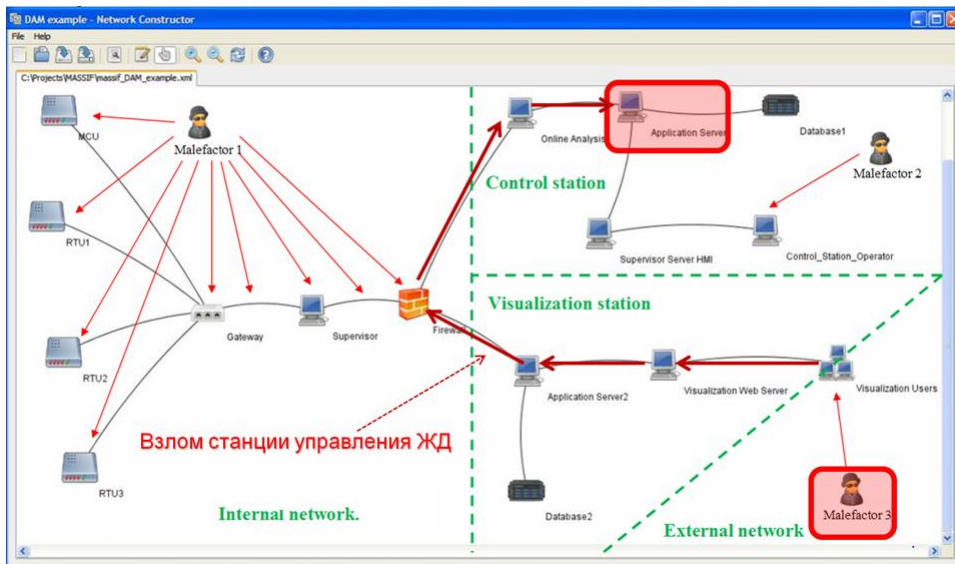 DAM example - Network Constructor
File Help
C:\Projects\MASSIF\massif_DAM_example.xml
MCU
Malefactor 1
Online Analysis
Application Server
Database1
Malefactor 2
Control station
RTU1
Supervisor Server HMI
Control_Station_Operator
Visualization station
Gateway
Supervisor
Firewall
RTU2
Application Server2
Visualization Web Server
Visualization Users
Взлом станции управления ЖД
RTU3
Internal network.
Database2
External network
Malefactor 3